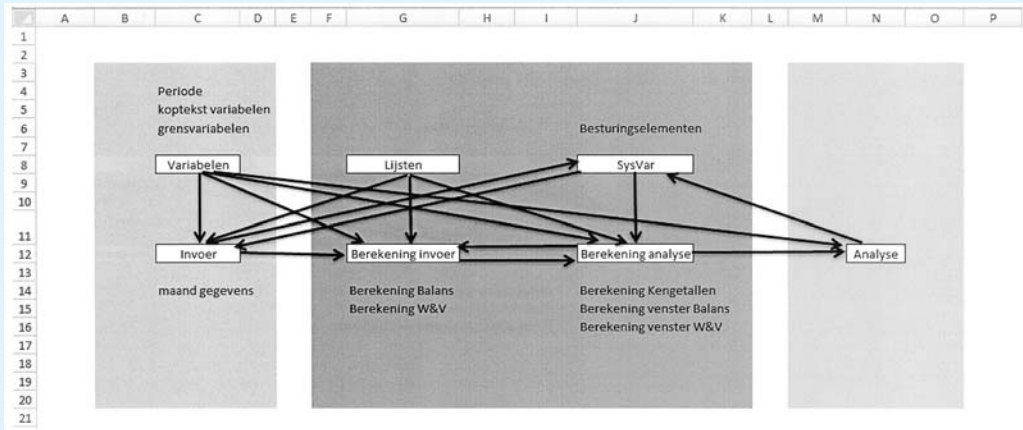 A B C D E F G H I J K L M N O P
1
2
3
4 Periode
5 koptekst variabelen
6 grensvariabelen Besturingselementen
7
8 Variabelen Lijsten SysVar
9
10
11
12 Invoer Berekening invoer Berekening analyse Analyse
13
14 maand gegevens Berekening Balans Berekening Kengetallen
15 Berekening W&V Berekening venster Balans
16 Berekening venster W&V
17
18
19
20
21